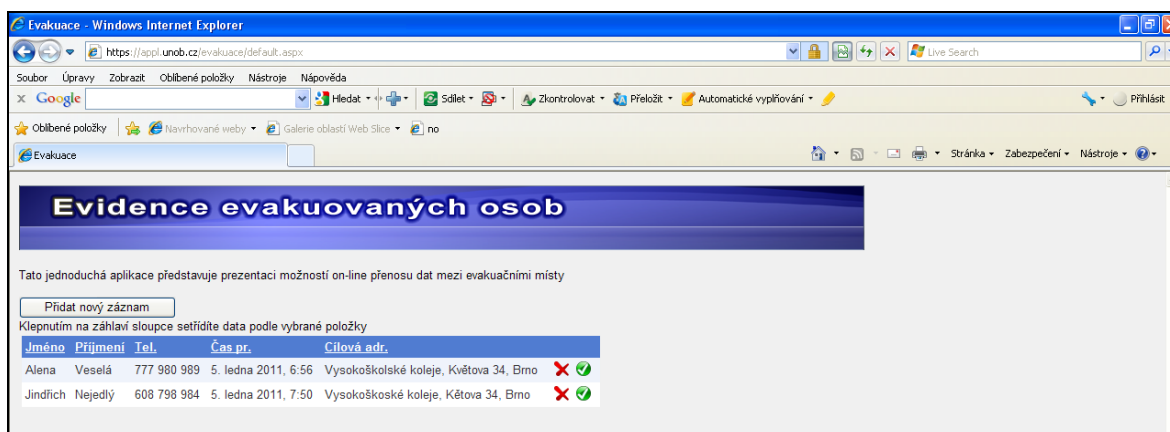 Evakuace - Windows Internet Explorer
https://appl.unob.cz/evakuace/default.aspx
Live Search
Soubor Úpravy Zobrazit Oblíbené položky Nástroje Nápověda
x Google Hledat Sdílet Zkontrolovat Přeložit Automatické vyplňování Přihlásit
Oblíbené položky Navrhované weby Galerie oblastí Web Slice no
Evakuace Stránka Zabezpečení Nástroje
Evidence evakuovaných osob
Tato jednoduchá aplikace představuje prezentaci možností on-line přenosu dat mezi evakuačními místy
Přidat nový záznam
Klepnutím na záhlaví sloupce setřídíte data podle vybrané položky
Jméno Příjmení Tel. Čas pr. Cílová adr.
Alena Veselá 777 980 989 5. ledna 2011, 6:56 Vysokoškolské koleje, Květova 34, Brno
Jindřich Nejedlý 608 798 984 5. ledna 2011, 7:50 Vysokoškoské koleje, Kětova 34, Brno